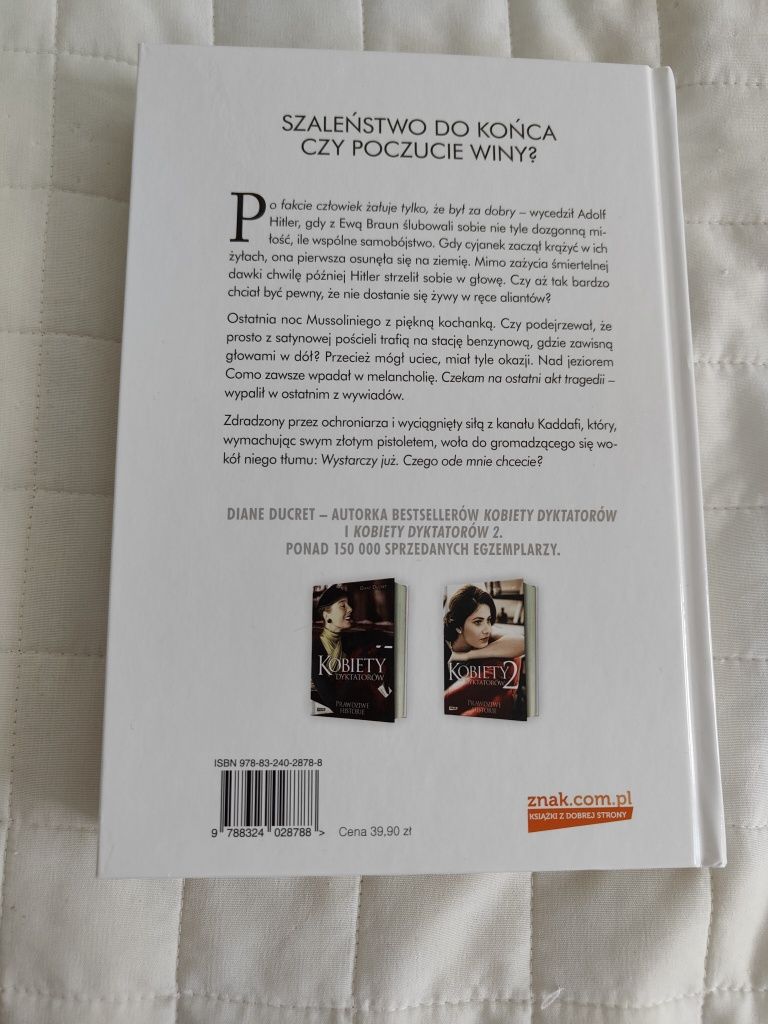 SZALEŃSTWO DO KOŃCA
CZY POCZUCIE WINY?
Po fakcie człowiek żałuje tylko, że był za dobry – wycedził Adolf
Hitler, gdy z Ewą Braun ślubowali sobie nie tyle dozgonną mi-
łość, ile wspólne samobójstwo. Gdy cyjanek zaczął krążyć w ich
żyłach, ona pierwsza osunęła się na ziemię. Mimo zażycia śmiertelnej
dawki chwilę później Hitler strzelił sobie w głowę. Czy aż tak bardzo
chciał być pewny, że nie dostanie się żywy w ręce aliantów?
Ostatnia noc Mussoliniego z piękną kochanką. Czy podejrzewał, że
prosto z satynowej pościeli trafią na stację benzynową, gdzie zawisną
głowami w dół? Przecież mógł uciec, miał tyle okazji. Nad jeziorem
Como zawsze wpadał w melancholię. Czekam na ostatni akt tragedii –
wypalił w ostatnim z wywiadów.
Zdradzony przez ochroniarza i wyciągnięty siłą z kanału Kaddafi, który,
wymachując swym złotym pistoletem, woła do gromadzącego się wo-
kół niego tłumu: Wystarczy już. Czego ode mnie chcecie?
DIANE DUCRET – AUTORKA BESTSELLERÓW KOBIETY DYKTATORÓW
I KOBIETY DYKTATORÓW 2.
PONAD 150 000 SPRZEDANYCH EGZEMPLARZY.
DIANE DUCRET
KOBIETY
DYKTATORÓW
PRAWDZIWE
HISTORIE
KOBIETY 2
DYKTATORÓW
PRAWDZIWE
HISTORIE
ISBN 978-83-240-2878-8
9 788324 028788 >
Cena 39,90 zł
znak.com.pl
KSIĄŻKI Z DOBREJ STRONY